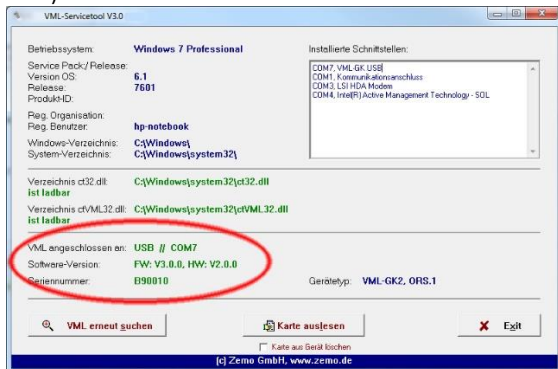 VML-Servicetool V3.0
Betriebssystem: Windows 7 Professional
Service Pack:/ Release:
Version OS: 6.1
Release: 7601
Produkt-ID:
Reg. Organisation:
Reg. Benutzer: hp-notebook
Windows-Verzeichnis: C:\Windows\
System-Verzeichnis: C:\Windows\system32\
Installierte Schnittstellen:
COM7, VML-GK USB
COM1, Kommunikationsanschluss
COM3, LSI HDA Modem
COM4, Intel(R) Active Management Technology - SOL
Verzeichnis ct32.dll: C:\Windows\system32\ct32.dll
ist ladbar
Verzeichnis ctVML32.dll: C:\Windows\system32\ctVML32.dll
ist ladbar
VML angeschlossen an: USB // COM7
Software-Version: FW: V3.0.0, HW: V2.0.0
Seriennummer: B90010
Gerätetyp: VML-GK2, ORS.1
VML erneut suchen
Karte auslesen
Exit
Karte aus Gerät löschen
(c) Zemo GmbH, www.zemo.de